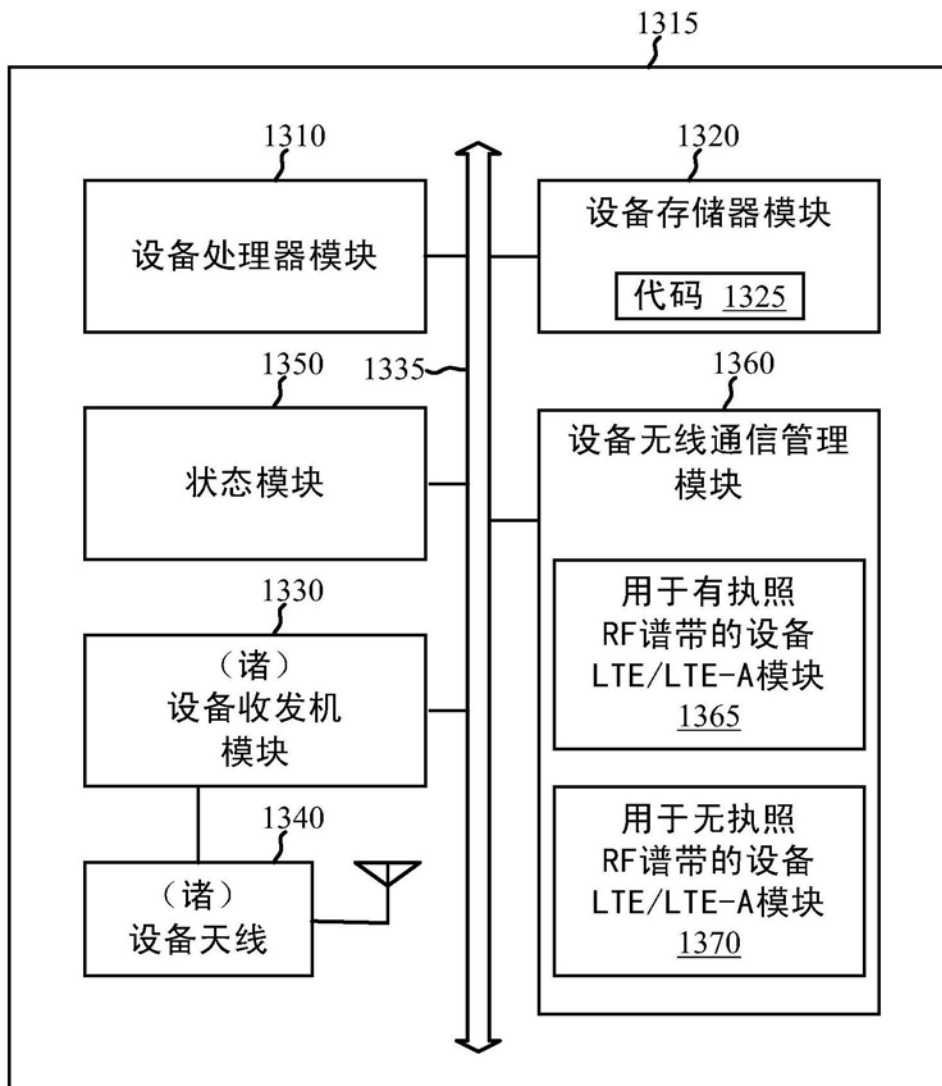 1315
1310
设备处理器模块
1320
设备存储器模块
代码 1325
1350
状态模块
1335
1360
设备无线通信管理
模块
用于有执照
RF谱带的设备
LTE/LTE-A模块
1365
用于无执照
RF谱带的设备
LTE/LTE-A模块
1370
1330
（诸）
设备收发机
模块
1340
（诸）
设备天线